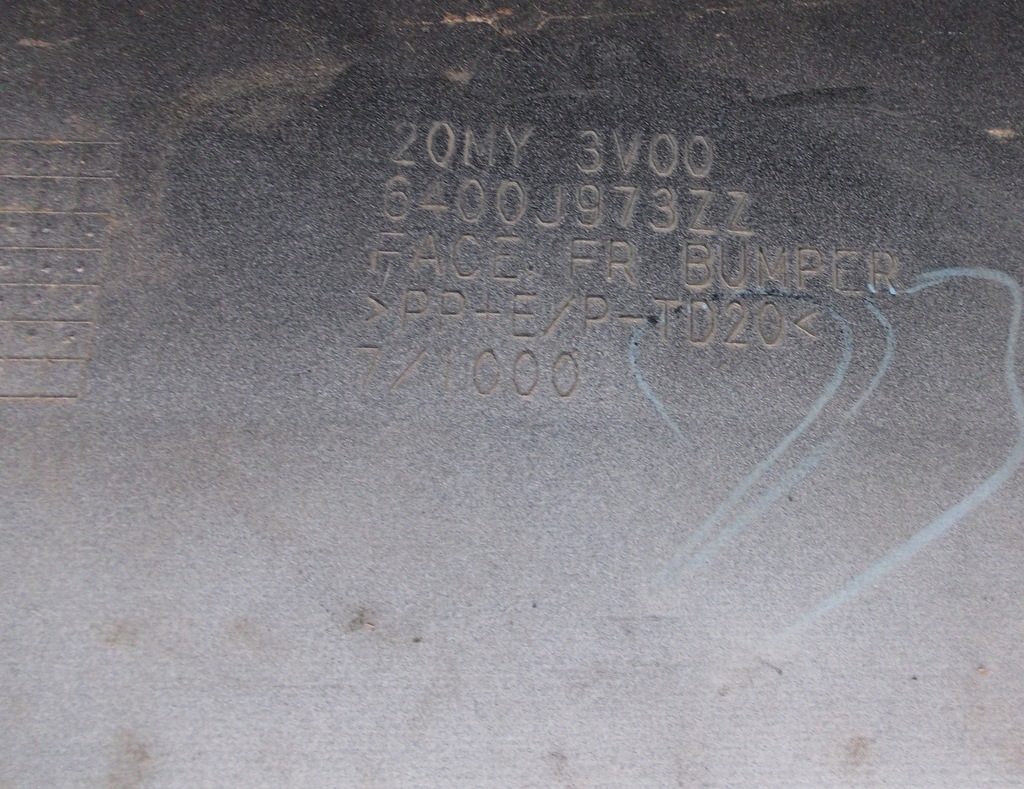 20MY 3V00
6400J973ZZ
FACE, FR BUMPER
>PP+E/P-TD20<
7/1000